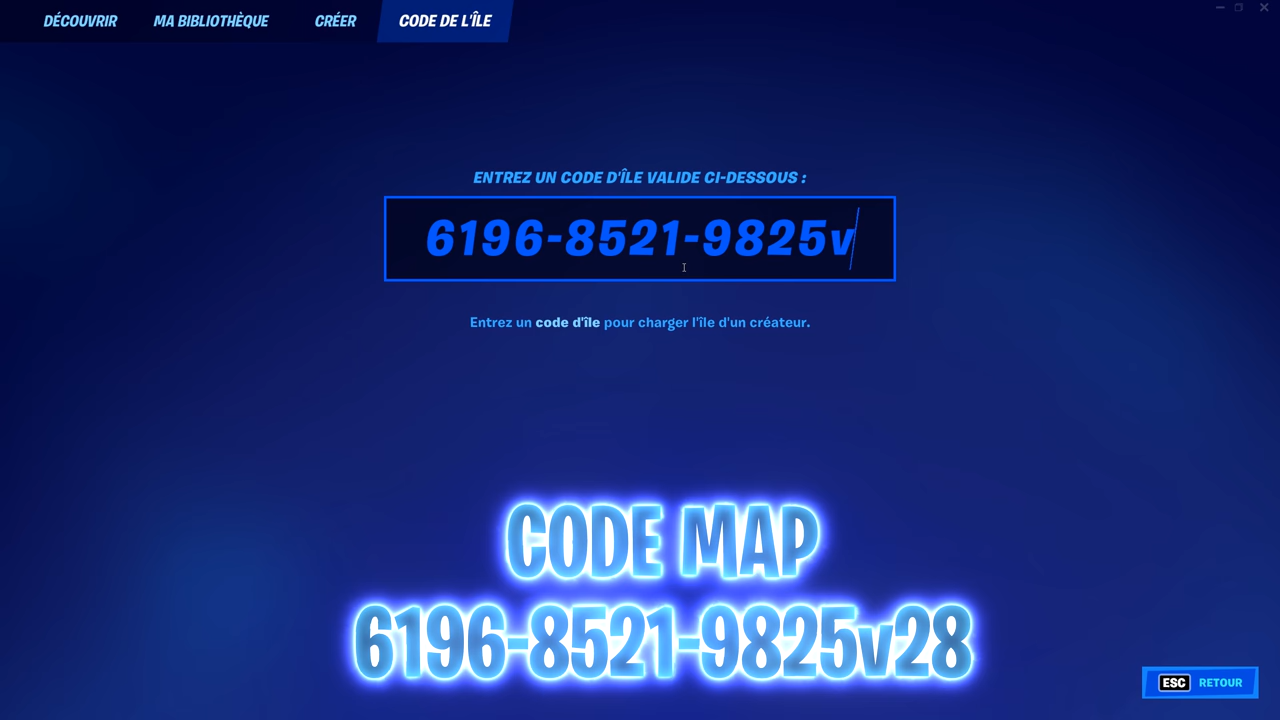 DÉCOUVRIR MA BIBLIOTHÈQUE CRÉER CODE DE L'ÎLE
ENTREZ UN CODE D'ÎLE VALIDE CI-DESSOUS :
6196-8521-9825v
Entrez un code d'île pour charger l'île d'un créateur.
CODE MAP
6196-8521-9825v28
ESC RETOUR